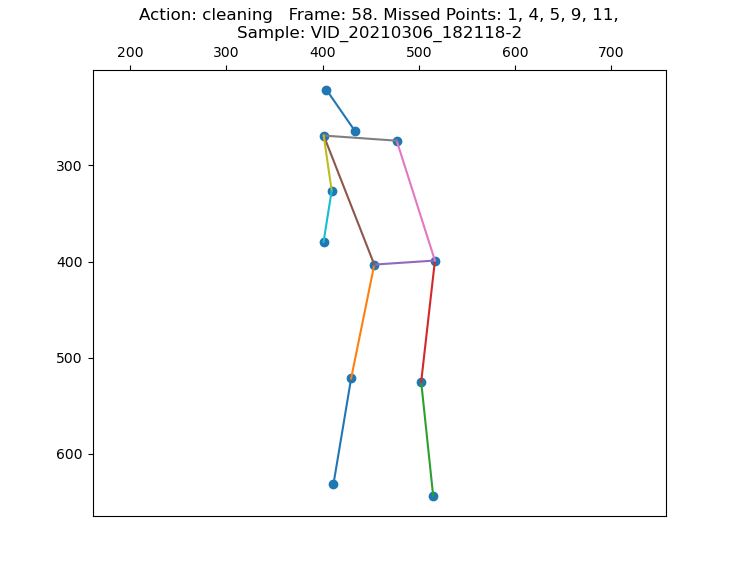 Action: cleaning   Frame: 58. Missed Points: 1, 4, 5, 9, 11,
Sample: VID_20210306_182118-2
200 300 400 500 600 700
300
400
500
600